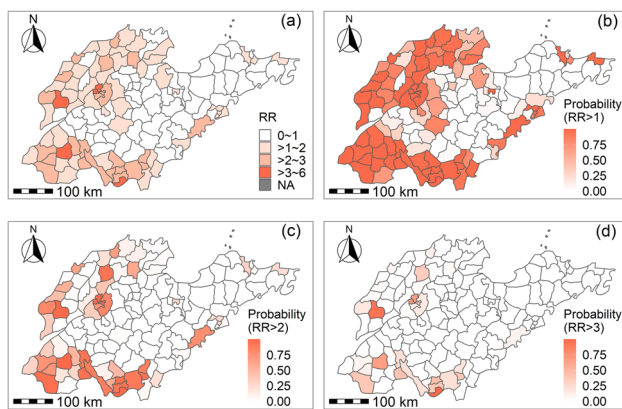 N
(a)
RR
0~1
>1~2
>2~3
>3~6
NA
100 km
N
(b)
Probability
(RR>1)
0.75
0.50
0.25
0.00
100 km
N
(c)
Probability
(RR>2)
0.75
0.50
0.25
0.00
100 km
N
(d)
Probability
(RR>3)
0.75
0.50
0.25
0.00
100 km